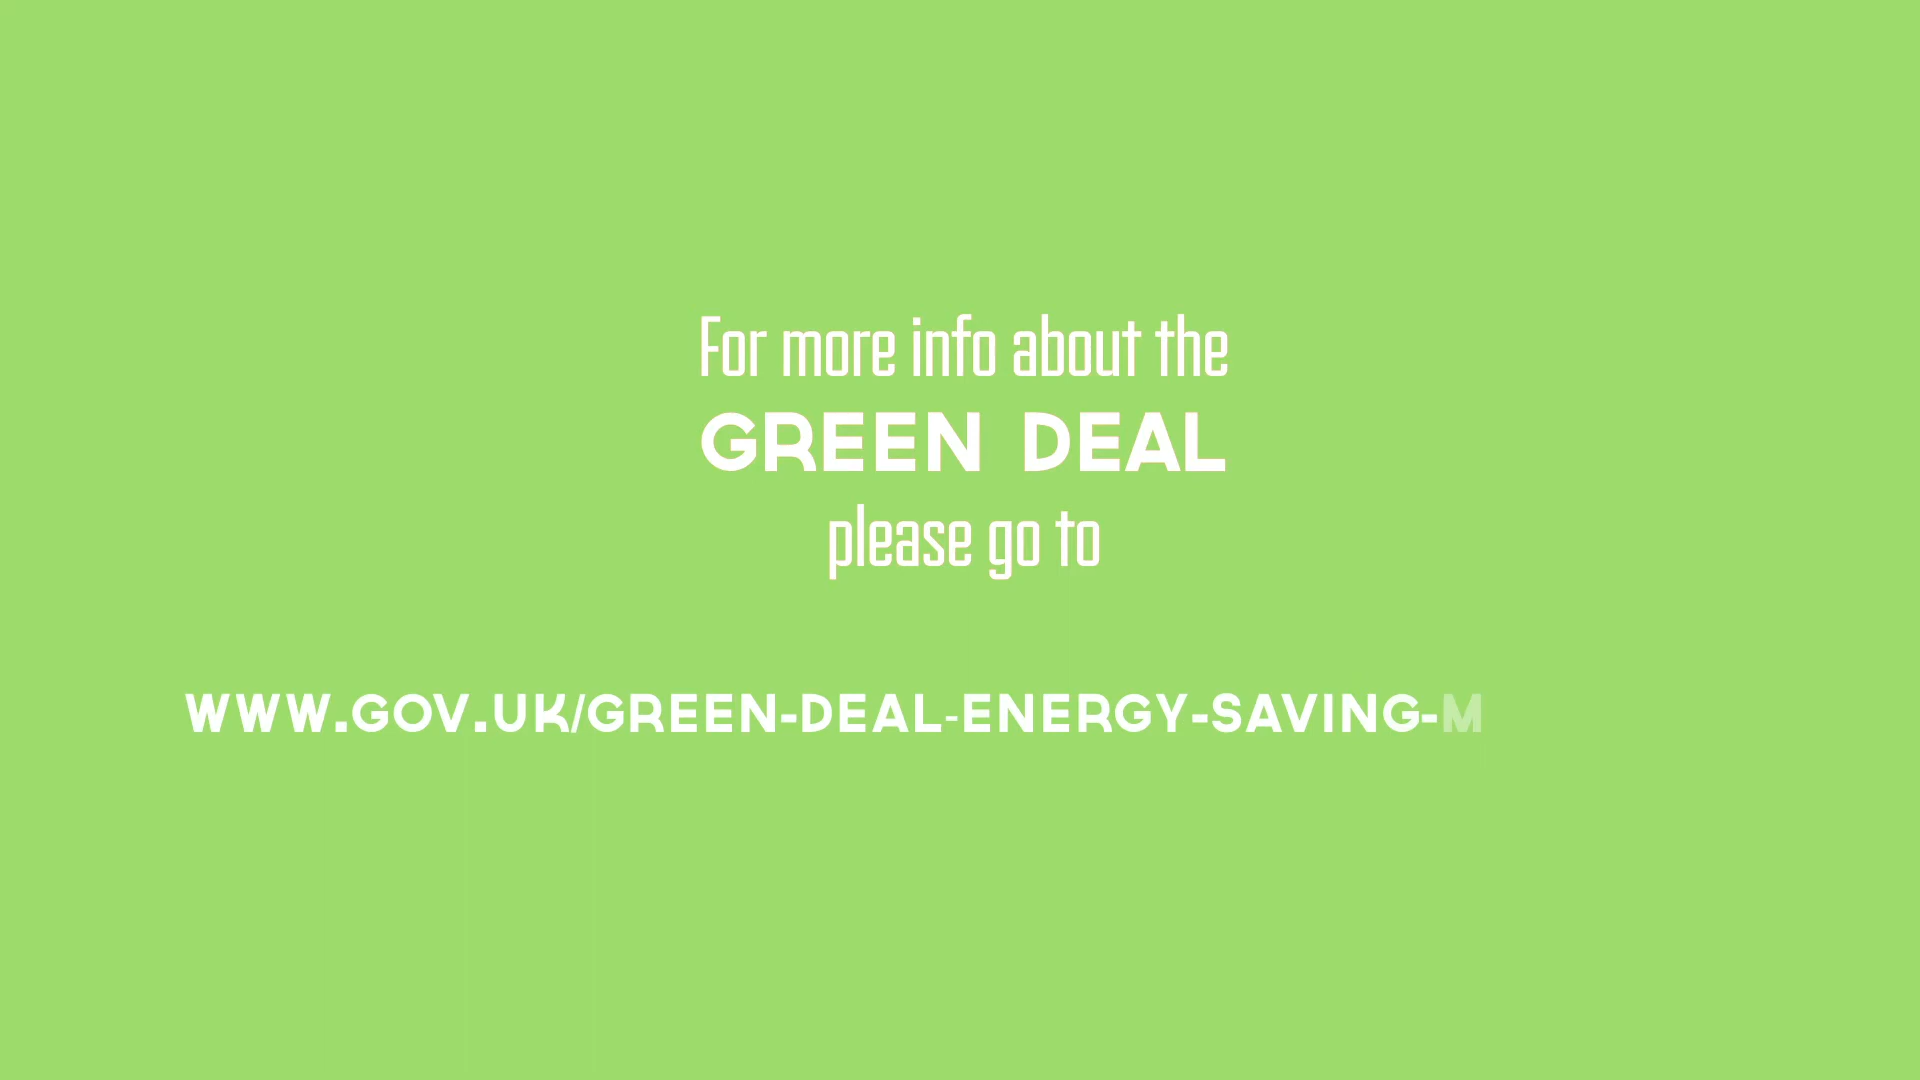 For more info about the
GREEN DEAL
please go to
WWW.GOV.UK/GREEN-DEAL-ENERGY-SAVING-M